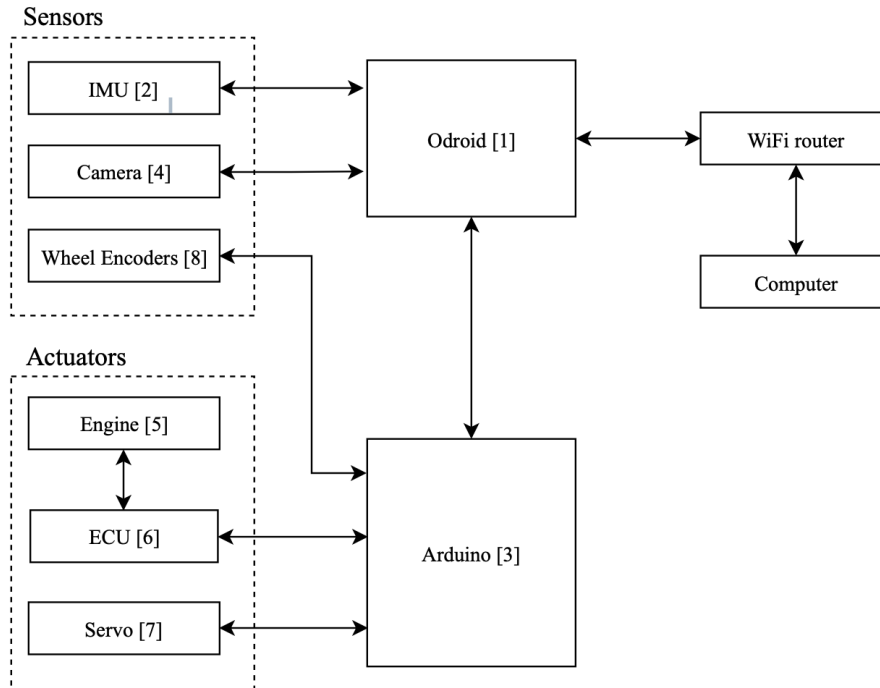 Sensors
IMU [2]
Camera [4]
Wheel Encoders [8]
Odroid [1]
WiFi router
Computer
Actuators
Engine [5]
ECU [6]
Servo [7]
Arduino [3]